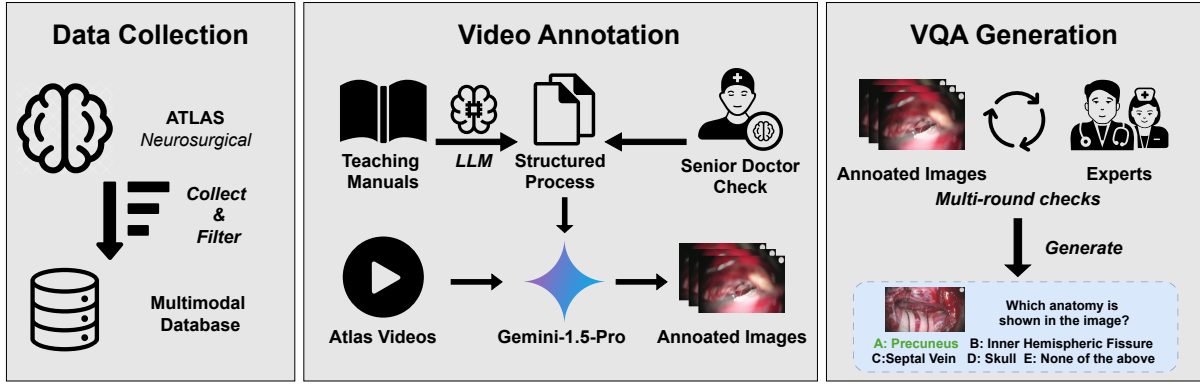 Data Collection
ATLAS
Neurosurgical
Collect
&
Filter
Multimodal
Database
Video Annotation
Teaching
Manuals
LLM
Structured
Process
Senior Doctor
Check
Atlas Videos
Gemini-1.5-Pro
Annoated Images
VQA Generation
Annoated Images
Experts
Multi-round checks
Generate
Which anatomy is
shown in the image?
A: Precuneus B: Inner Hemispheric Fissure
C:Septal Vein D: Skull E: None of the above